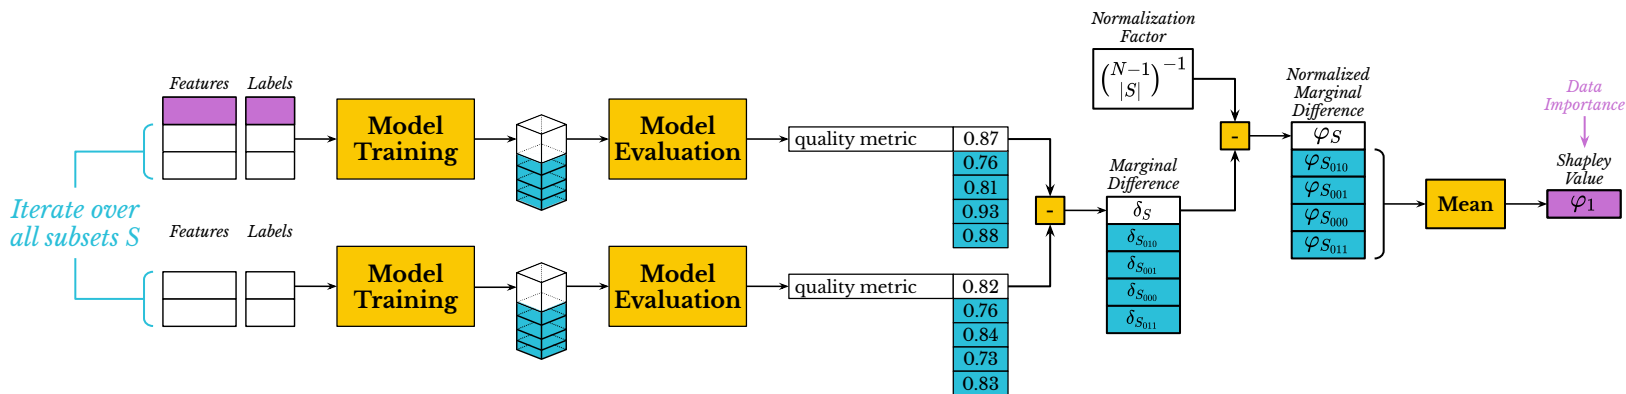 Normalization
Factor
(N−1
|S|)−1
Features
Labels
Model
Training
Model
Evaluation
quality metric
0.87
0.76
0.81
0.93
0.88
Iterate over
all subsets S
Features
Labels
Model
Training
Model
Evaluation
quality metric
0.82
0.76
0.84
0.73
0.83
-
Marginal
Difference
δS
δS010
δS001
δS000
δS011
-
Normalized
Marginal
Difference
φS
φS010
φS001
φS000
φS011
Mean
Data
Importance
Shapley
Value
φ1